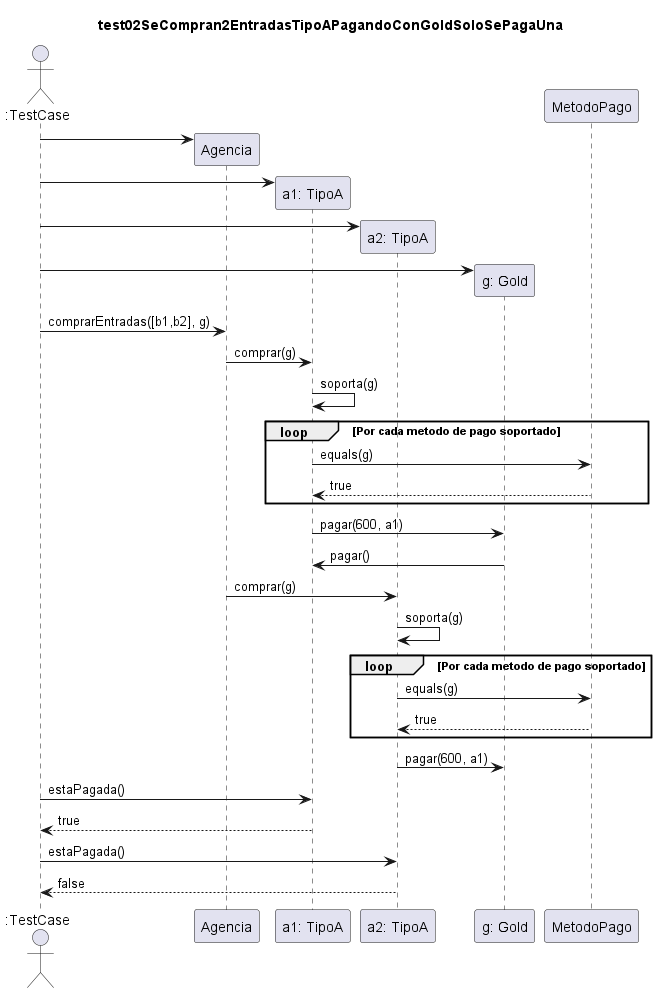 test02SeCompran2EntradasTipoAPagandoConGoldSoloSePagaUna
:TestCase
MetodoPago
Agencia
a1: TipoA
a2: TipoA
g: Gold
comprarEntradas([b1,b2], g)
comprar(g)
soporta(g)
loop [Por cada metodo de pago soportado]
equals(g)
true
pagar(600, a1)
pagar()
comprar(g)
soporta(g)
loop [Por cada metodo de pago soportado]
equals(g)
true
pagar(600, a1)
estaPagada()
true
estaPagada()
false
:TestCase Agencia a1: TipoA a2: TipoA g: Gold MetodoPago